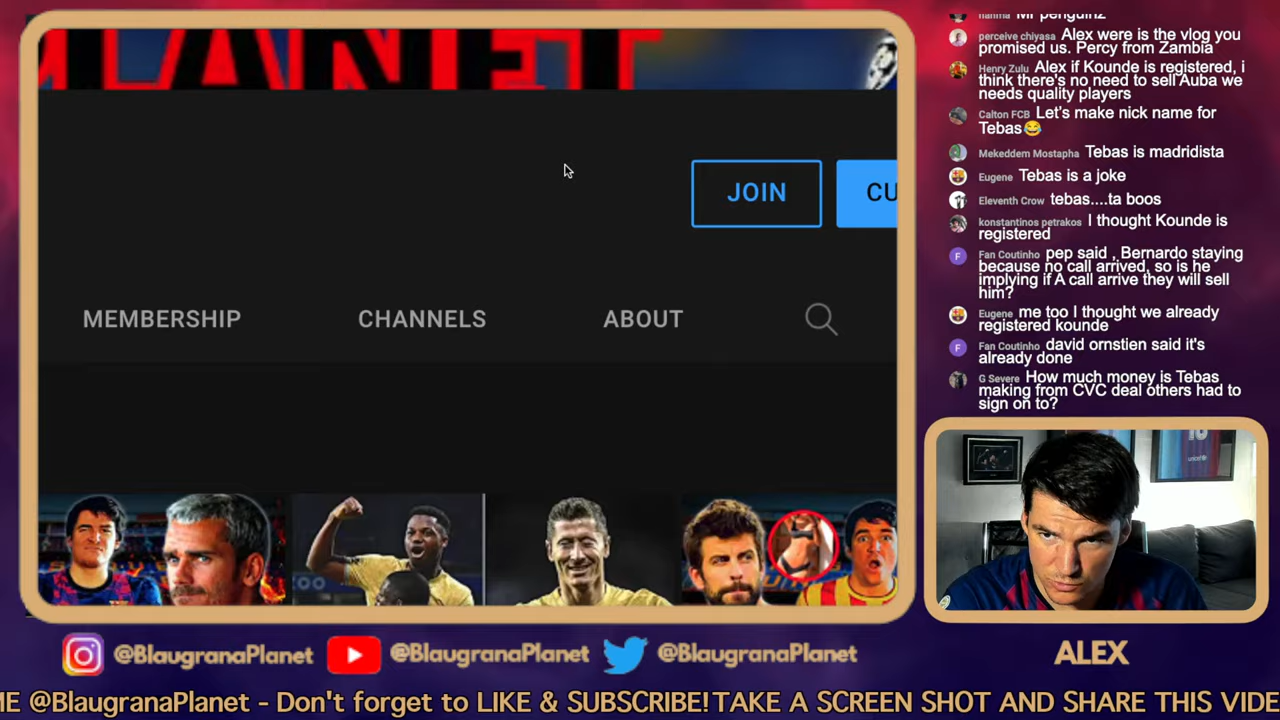 PLANET
JOIN
CU
MEMBERSHIP
CHANNELS
ABOUT
Mr penguinz
perceive chiyasa Alex were is the vlog you
promised us. Percy from Zambia
Henry Zulu Alex if Kounde is registered, i
think there's no need to sell Auba we
needs quality players
Calton FCB Let's make nick name for
Tebas😂
Mekeddem Mostapha Tebas is madridista
Eugene Tebas is a joke
Eleventh Crow tebas....ta boos
konstantinos petrakos I thought Kounde is
registered
F
Fan Coutinho pep said , Bernardo staying
because no call arrived, so is he
implying if A call arrive they will sell
him?
Eugene me too I thought we already
registered kounde
F
Fan Coutinho david ornstien said it's
already done
G Severe How much money is Tebas
making from CVC deal others had to
sign on to?
unicef
@BlaugranaPlanet
@BlaugranaPlanet
@BlaugranaPlanet
ALEX
ME @BlaugranaPlanet - Don't forget to LIKE & SUBSCRIBE! TAKE A SCREEN SHOT AND SHARE THIS VIDE